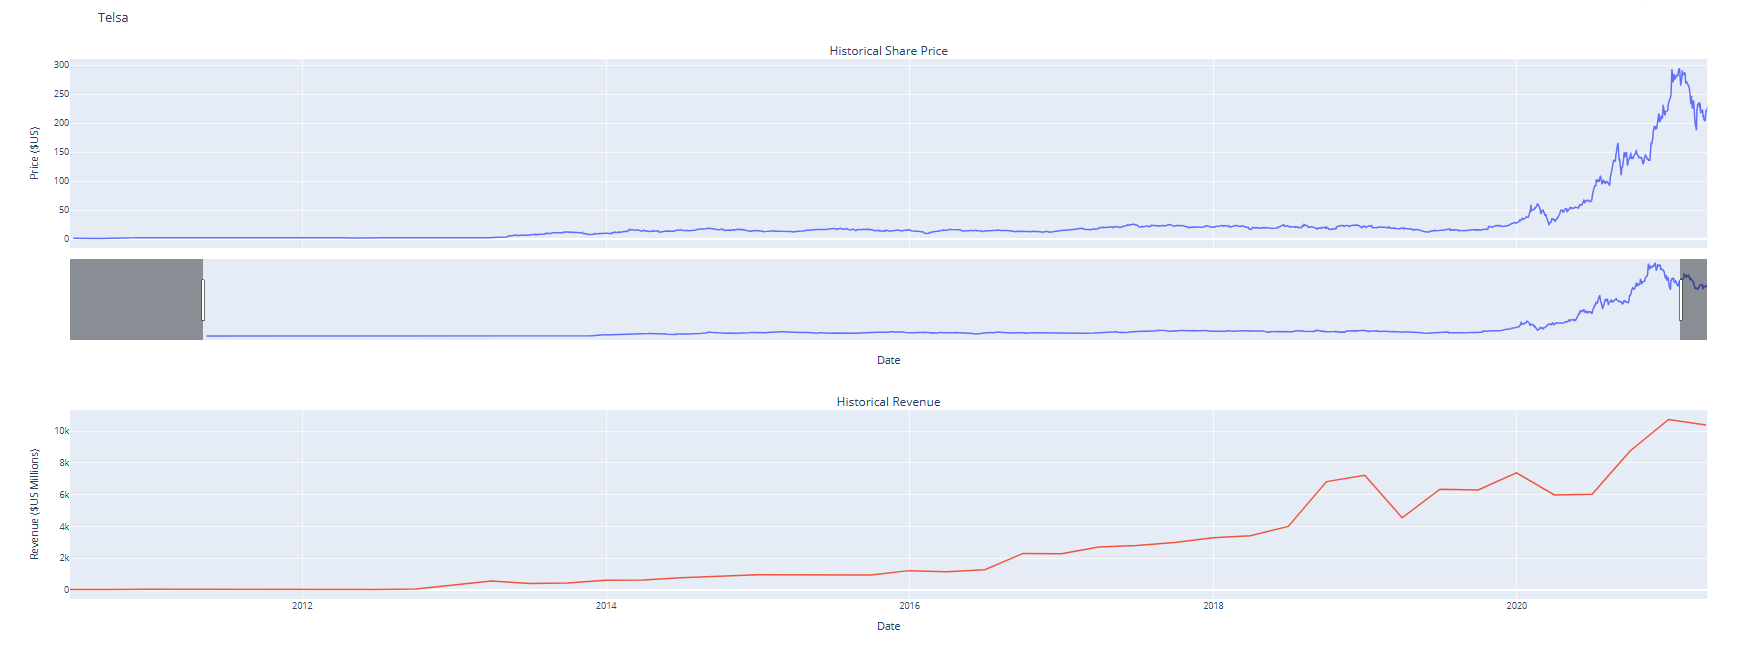 Telsa
Historical Share Price
300
250
200
150
100
50
0
Price ($US)
Date
Historical Revenue
10k
8k
6k
4k
2k
0
Revenue ($US Millions)
2012 2014 2016 2018 2020
Date